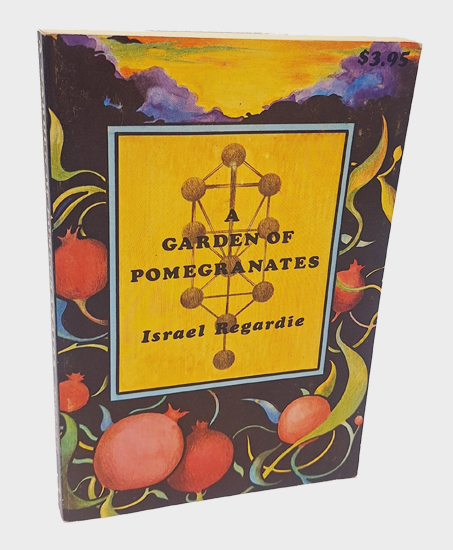 $3.95
A
GARDEN OF
POMEGRANATES
Israel Regardie